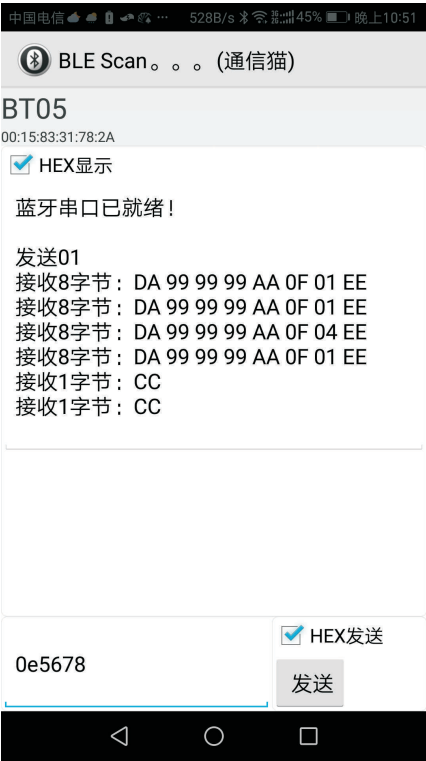 中国电信 ··· 528B/s 45% 晚上10:51
BLE Scan。。。(通信猫)
BT05
00:15:83:31:78:2A
HEX显示
蓝牙串口已就绪！
发送01
接收8字节：DA 99 99 99 AA 0F 01 EE
接收8字节：DA 99 99 99 AA 0F 01 EE
接收8字节：DA 99 99 99 AA 0F 04 EE
接收8字节：DA 99 99 99 AA 0F 01 EE
接收1字节：CC
接收1字节：CC
HEX发送
0e5678
发送